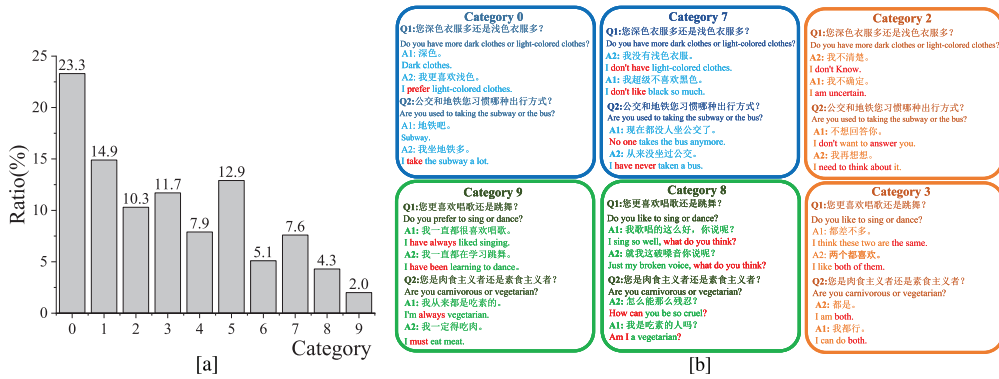 Ratio(%)
25
20
15
10
5
0
23.3
14.9
10.3
11.7
7.9
12.9
5.1
7.6
4.3
2.0
0 1 2 3 4 5 6 7 8 9
Category
[a]
Category 0
Q1:您深色衣服多还是浅色衣服多?
Do you have more dark clothes or light-colored clothes?
A1: 深色。
Dark clothes.
A2: 我更喜欢浅色。
I prefer light-colored clothes.
Q2:公交和地铁您习惯哪种出行方式?
Are you used to taking the subway or the bus?
A1: 地铁吧。
Subway.
A2: 我坐地铁多。
I take the subway a lot.
Category 7
Q1:您深色衣服多还是浅色衣服多?
Do you have more dark clothes or light-colored clothes?
A2: 我没有浅色衣服。
I don't have light-colored clothes.
A1: 我超级不喜欢黑色。
I don't like black so much.
Q2:公交和地铁您习惯哪种出行方式?
Are you used to taking the subway or the bus?
A1: 现在都没人坐公交了。
No one takes the bus anymore.
A2: 从来没坐过公交。
I have never taken a bus.
Category 2
Q1:您深色衣服多还是浅色衣服多?
Do you have more dark clothes or light-colored clothes?
A2: 我不清楚。
I don't Know.
A1: 我不确定。
I am uncertain.
Q2:公交和地铁您习惯哪种出行方式?
Are you used to taking the subway or the bus?
A1: 不想回答你。
I don't want to answer you.
A2: 我再想想。
I need to think about it.
Category 9
Q1:您更喜欢唱歌还是跳舞?
Do you prefer to sing or dance?
A1: 我一直都很喜欢唱歌。
I have always liked singing.
A2: 我一直都在学习跳舞。
I have been learning to dance.
Q2:您是肉食主义者还是素食主义者?
Are you carnivorous or vegetarian?
A1: 我从来都是吃素的。
I'm always vegetarian.
A2: 我一定得吃肉。
I must eat meat.
Category 8
Q1:您更喜欢唱歌还是跳舞?
Do you like to sing or dance?
A1: 我歌唱的这么好，你说呢?
I sing so well, what do you think?
A2: 就我这破嗓音你说呢?
Just my broken voice, what do you think?
Q2:您是肉食主义者还是素食主义者?
Are you carnivorous or vegetarian?
A2: 怎么能那么残忍?
How can you be so cruel?
A1: 我是吃素的人吗?
Am I a vegetarian?
Category 3
Q1:您更喜欢唱歌还是跳舞?
Do you like to sing or dance?
A1: 都差不多。
I think these two are the same.
A2: 两个都喜欢。
I like both of them.
Q2:您是肉食主义者还是素食主义者?
Are you carnivorous or vegetarian?
A2: 都是。
I am both.
A1: 我都行。
I can do both.
[b]